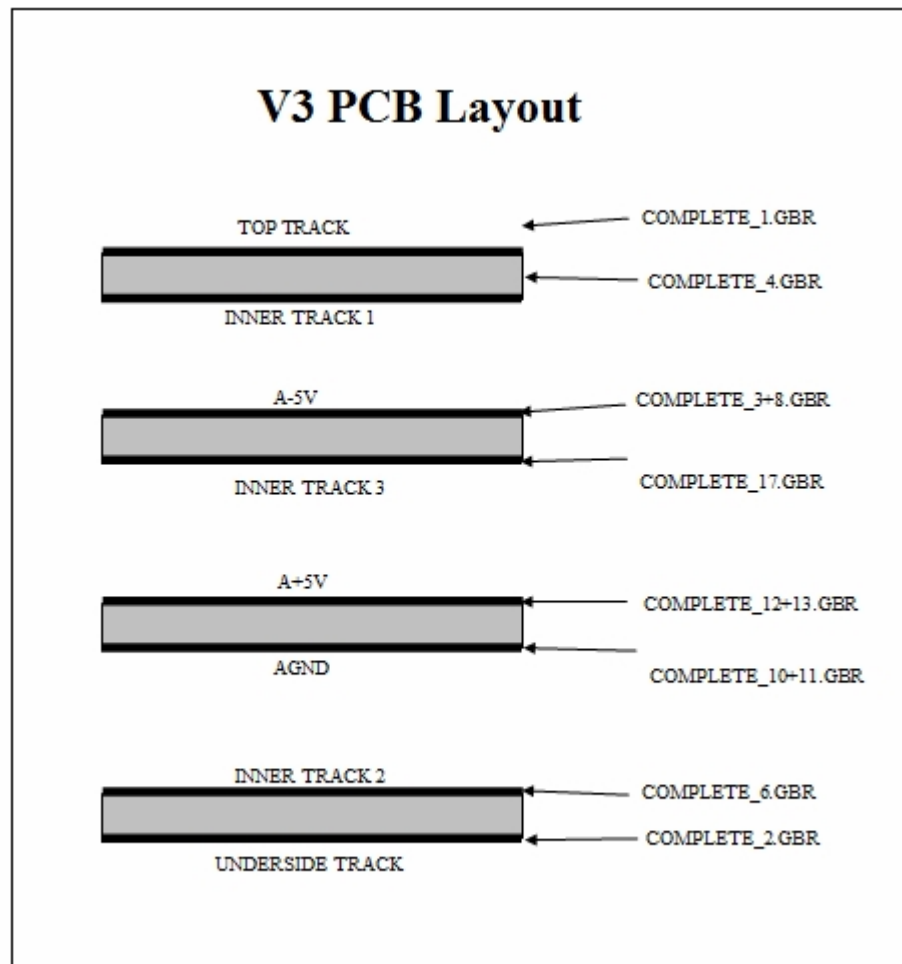 V3 PCB Layout
TOP TRACK
COMPLETE_1.GBR
COMPLETE_4.GBR
INNER TRACK 1
A-5V
COMPLETE_3+8.GBR
INNER TRACK 3
COMPLETE_17.GBR
A+5V
COMPLETE_12+13.GBR
AGND
COMPLETE_10+11.GBR
INNER TRACK 2
COMPLETE_6.GBR
COMPLETE_2.GBR
UNDERSIDE TRACK